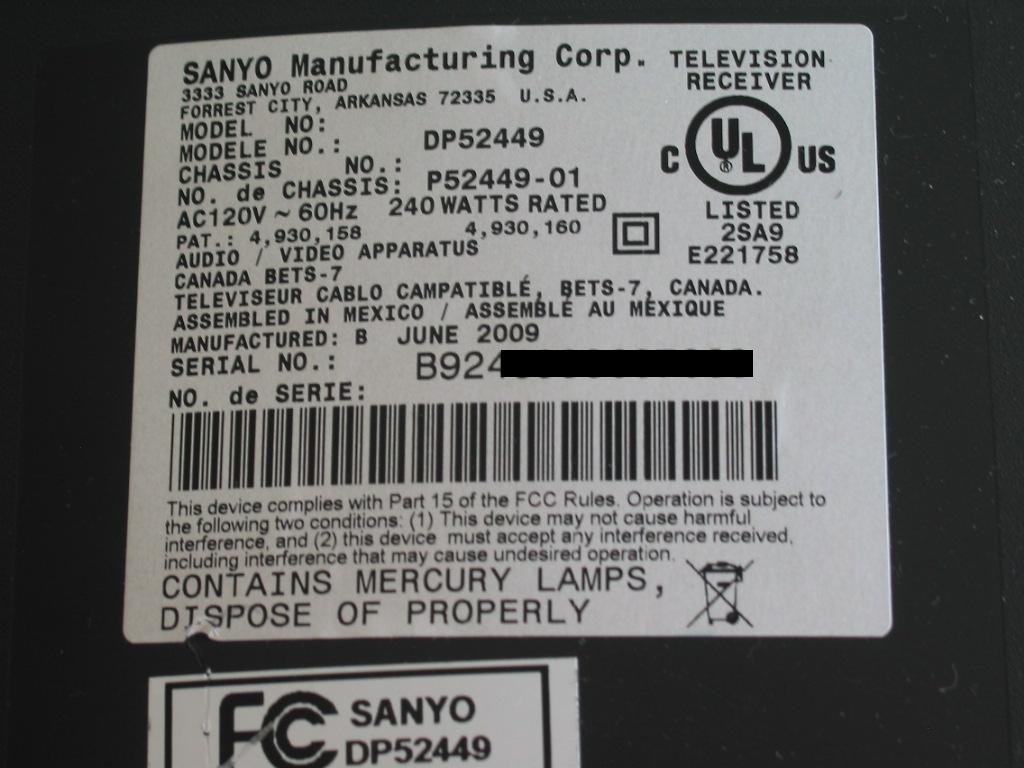 SANYO Manufacturing Corp.
3333 SANYO ROAD
FORREST CITY, ARKANSAS 72335 U.S.A.
TELEVISION
RECEIVER
MODEL NO:
MODELE NO.: DP52449
CHASSIS NO.:
NO. de CHASSIS: P52449-01
AC120V ~ 60Hz 240 WATTS RATED
PAT.: 4,930,158 4,930,160
C UL ® US
LISTED
2SA9
E221758
AUDIO / VIDEO APPARATUS
CANADA BETS-7
TELEVISEUR CABLO CAMPATIBLÉ, BETS-7, CANADA.
ASSEMBLED IN MEXICO / ASSEMBLÉ AU MEXIQUE
MANUFACTURED: B JUNE 2009
SERIAL NO.: B924
NO. de SERIE:
This device complies with Part 15 of the FCC Rules. Operation is subject to
the following two conditions: (1) This device may not cause harmful
interference, and (2) this device must accept any interference received,
including interference that may cause undesired operation.
CONTAINS MERCURY LAMPS,
DISPOSE OF PROPERLY
FC SANYO
DP52449